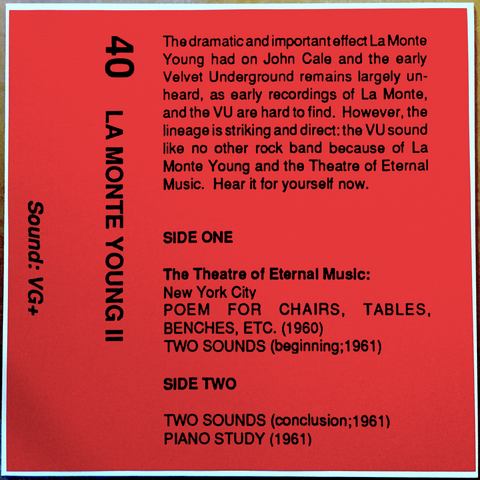 The dramatic and important effect La Monte
Young had on John Cale and the early
Velvet Underground remains largely un-
heard, as early recordings of La Monte,
and the VU are hard to find. However, the
lineage is striking and direct: the VU sound
like no other rock band because of La
Monte Young and the Theatre of Eternal
Music. Hear it for yourself now.
SIDE ONE
The Theatre of Eternal Music:
New York City
POEM FOR CHAIRS, TABLES,
BENCHES, ETC. (1960)
TWO SOUNDS (beginning;1961)
SIDE TWO
TWO SOUNDS (conclusion;1961)
PIANO STUDY (1961)
40 LA MONTE YOUNG II
Sound: VG+